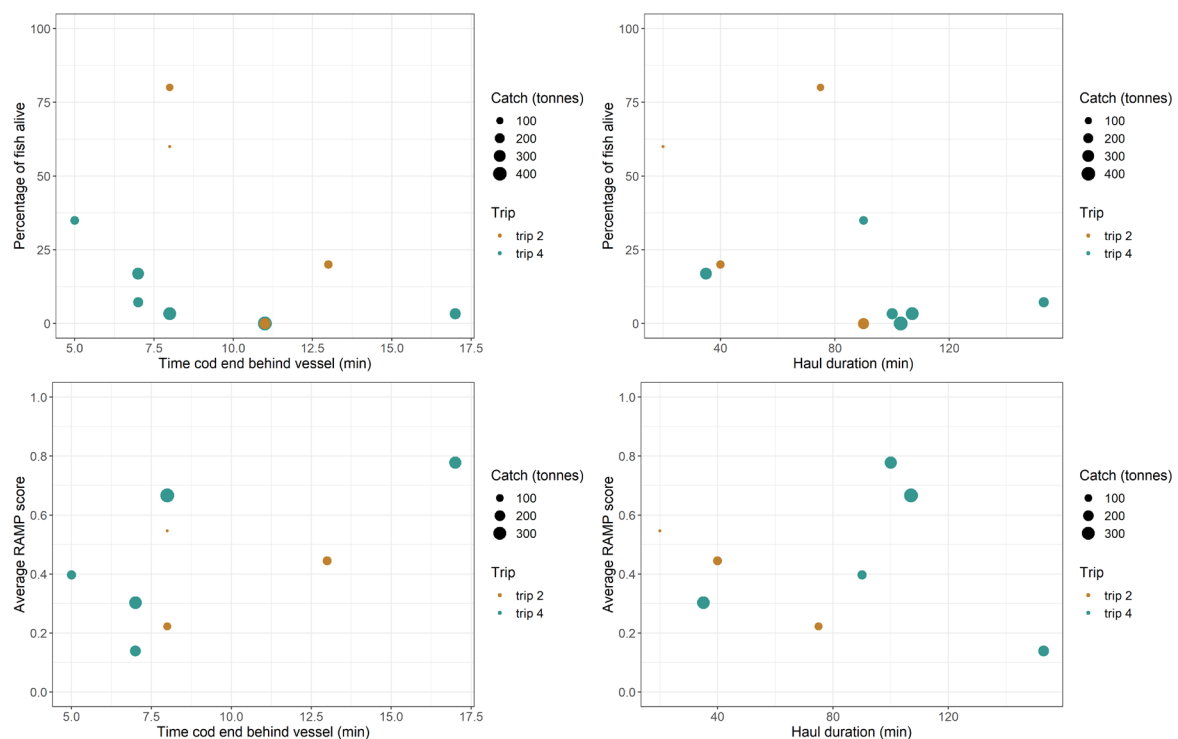 Percentage of fish alive
100
75
50
25
0
5.0 7.5 10.0 12.5 15.0 17.5
Time cod end behind vessel (min)
Catch (tonnes)
100
200
300
400
Trip
trip 2
trip 4
Percentage of fish alive
100
75
50
25
0
40 80 120
Haul duration (min)
Catch (tonnes)
100
200
300
400
Trip
trip 2
trip 4
Average RAMP score
1.0
0.8
0.6
0.4
0.2
0.0
5.0 7.5 10.0 12.5 15.0 17.5
Time cod end behind vessel (min)
Catch (tonnes)
100
200
300
Trip
trip 2
trip 4
Average RAMP score
1.0
0.8
0.6
0.4
0.2
0.0
40 80 120
Haul duration (min)
Catch (tonnes)
100
200
300
Trip
trip 2
trip 4